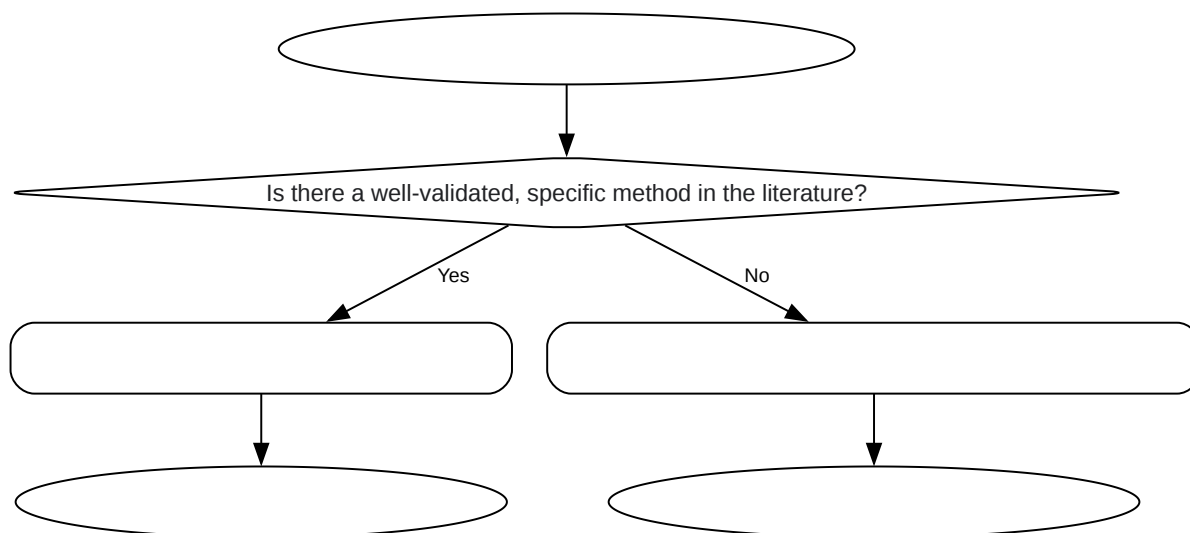 Is there a well-validated, specific method in the literature?
Yes
No